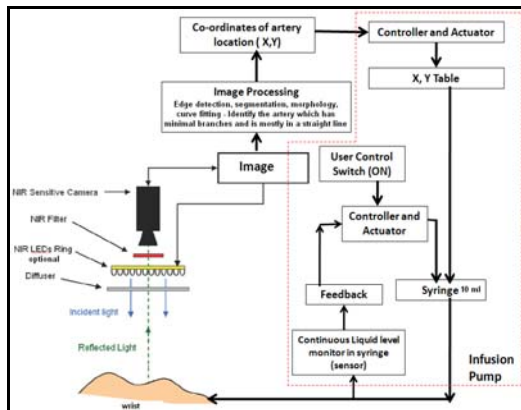 Co-ordinates of artery
location ( X,Y)
Controller and Actuator
X, Y Table
Image Processing
Edge detection, segmentation, morphology,
curve fitting - Identify the artery which has
minimal branches and is mostly in a straight line
Image
User Control
Switch (ON)
NIR Sensitive Camera
NIR Filter
NIR LEDs Ring
optional
Diffuser
Incident light
Reflected Light
wrist
Controller and
Actuator
Feedback
Syringe 10 ml
Continuous Liquid level
monitor in syringe
(sensor)
Infusion
Pump